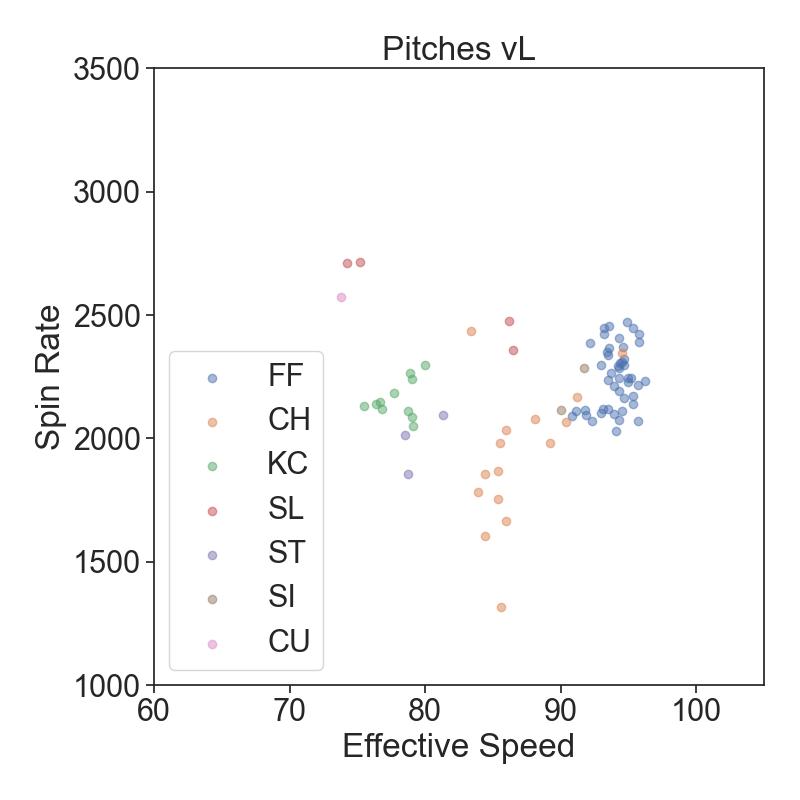 Pitches vL
3500
3000
2500
2000
1500
1000
Spin Rate
FF
CH
KC
SL
ST
SI
CU
60 70 80 90 100
Effective Speed